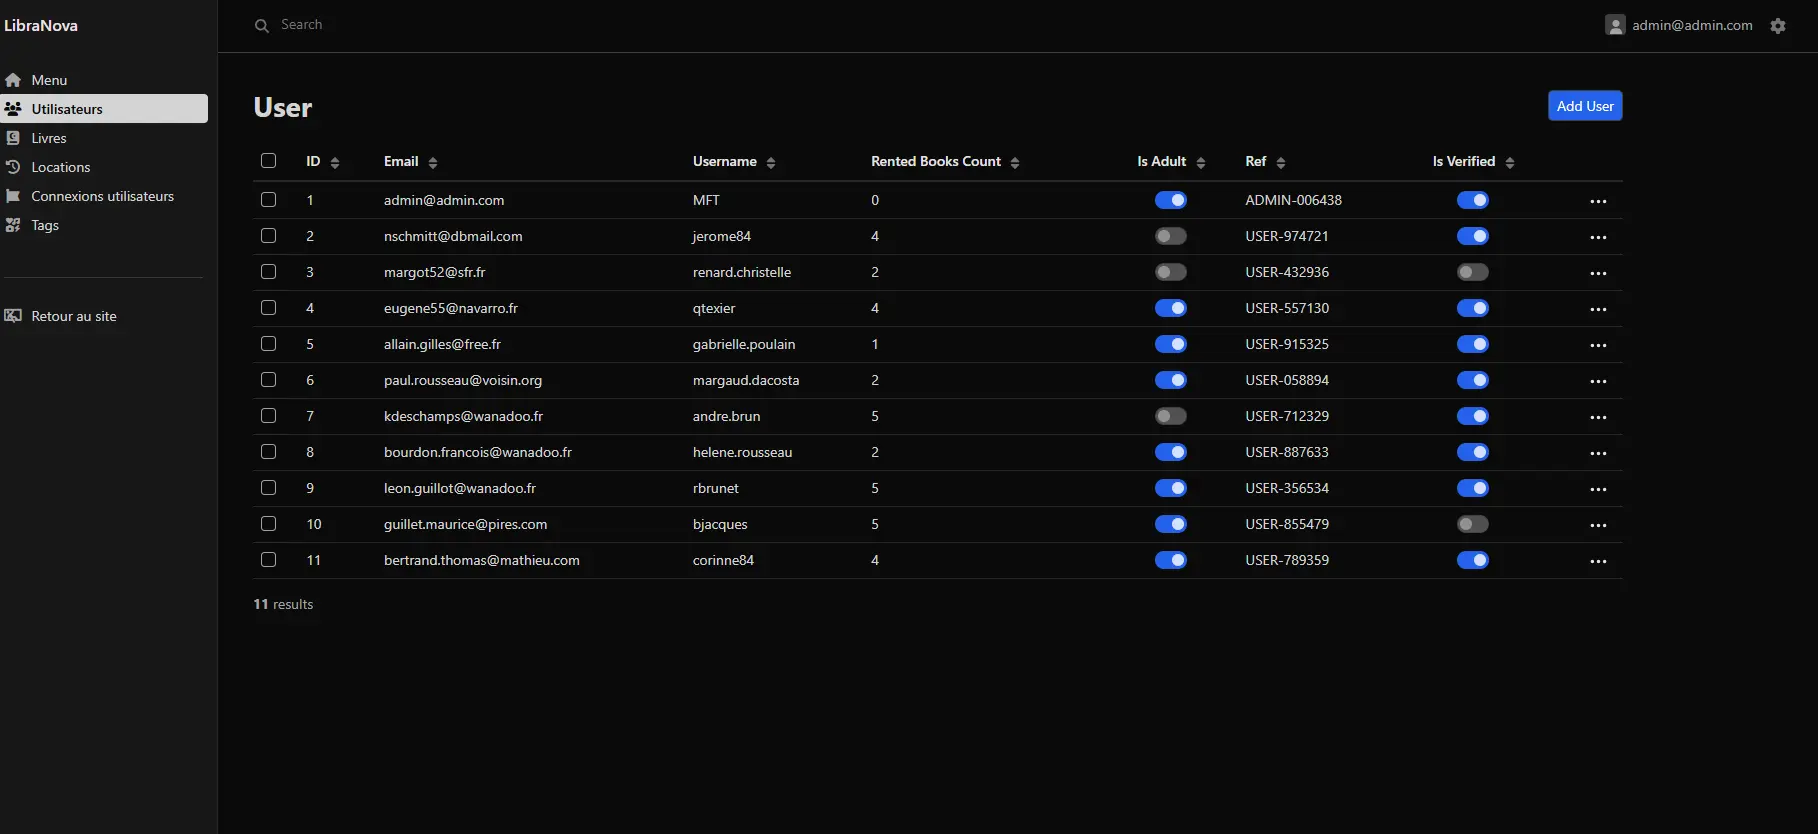 LibraNova
Search
admin@admin.com
Menu
Utilisateurs
Livres
Locations
Connexions utilisateurs
Tags
Retour au site
User
Add User
ID Email Username Rented Books Count Is Adult Ref Is Verified
1 admin@admin.com MFT 0 ADMIN-006438 ...
2 nschmitt@dbmail.com jerome84 4 USER-974721 ...
3 margot52@sfr.fr renard.christelle 2 USER-432936 ...
4 eugene55@navarro.fr qtexier 4 USER-557130 ...
5 allain.gilles@free.fr gabrielle.poulain 1 USER-915325 ...
6 paul.rousseau@voisin.org margaud.dacosta 2 USER-058894 ...
7 kdeschamps@wanadoo.fr andre.brun 5 USER-712329 ...
8 bourdon.francois@wanadoo.fr helene.rousseau 2 USER-887633 ...
9 leon.guillot@wanadoo.fr rbrunet 5 USER-356534 ...
10 guillet.maurice@pires.com bjacques 5 USER-855479 ...
11 bertrand.thomas@mathieu.com corinne84 4 USER-789359 ...
11 results